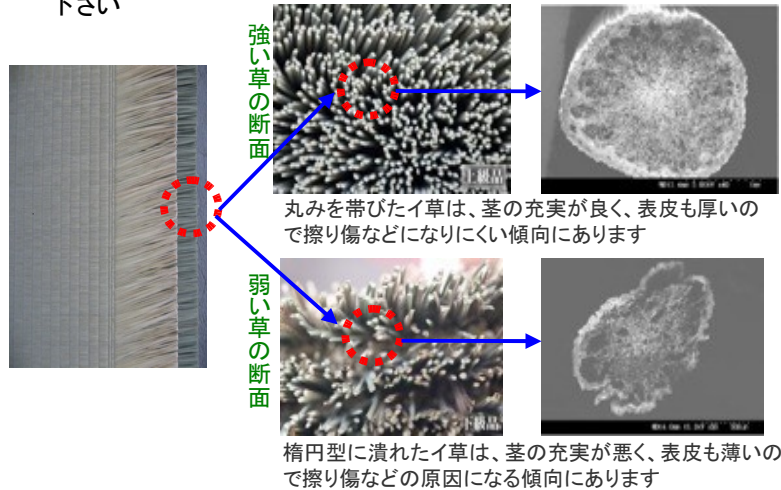 下さい
強い草の断面
上級品
丸みを帯びたイ草は、茎の充実が良く、表皮も厚いの
で擦り傷などになりにくい傾向にあります
弱い草の断面
楕円型に潰れたイ草は、茎の充実が悪く、表皮も薄いの
で擦り傷などの原因になる傾向にあります